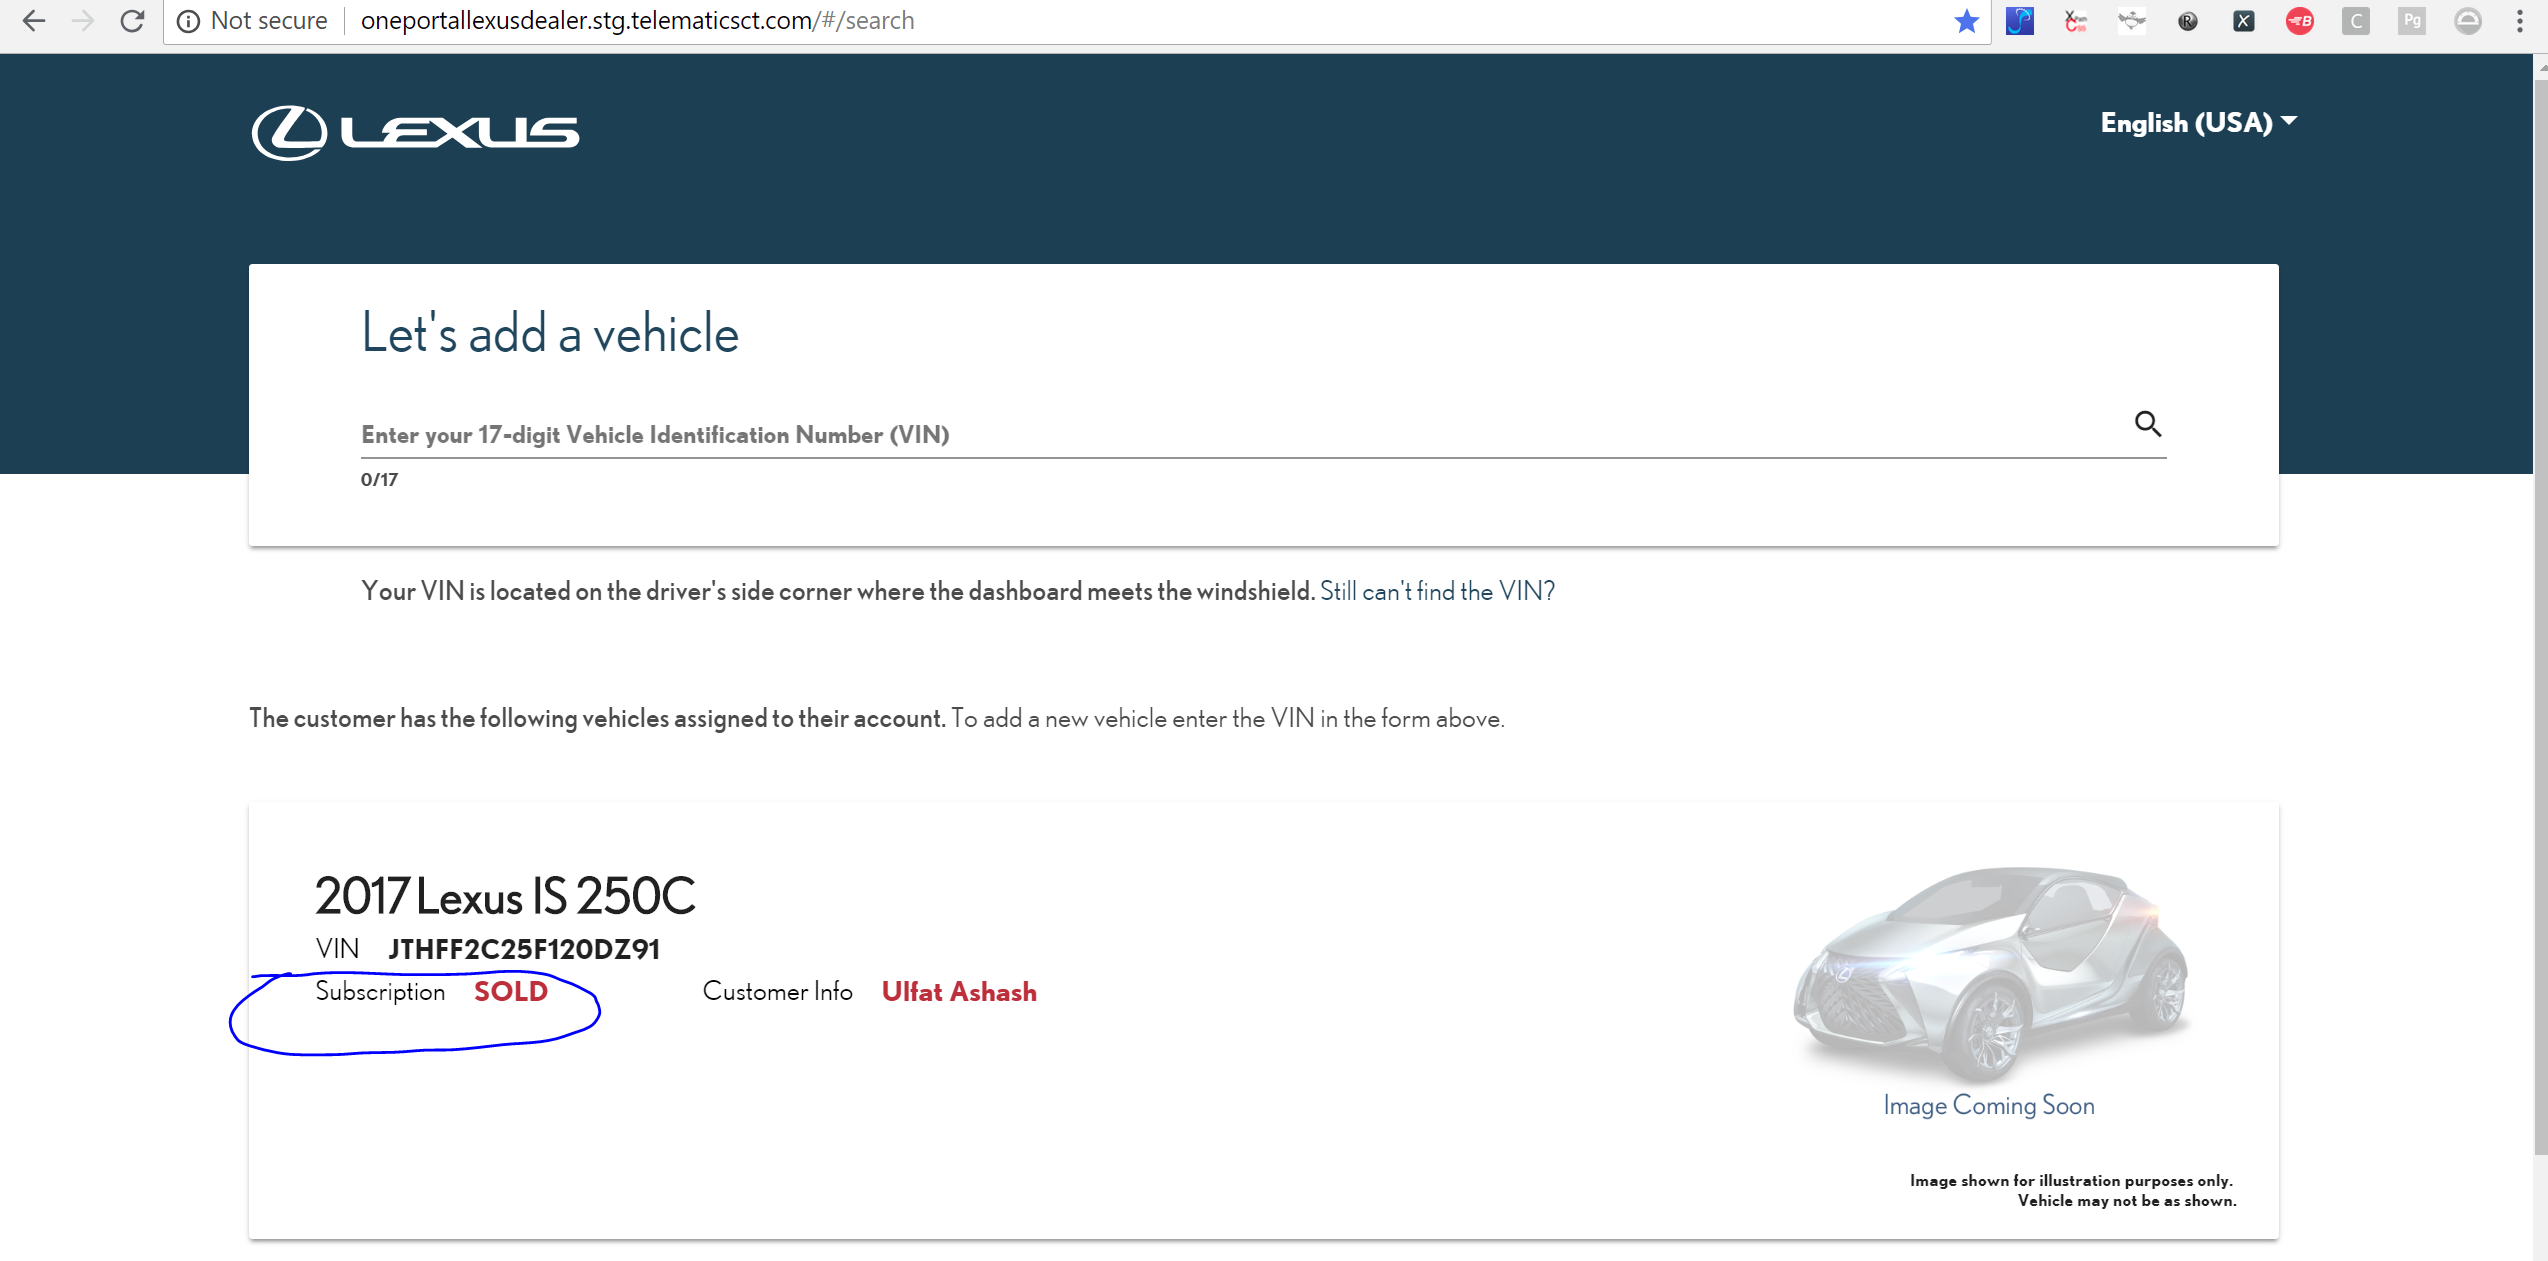 Not secure oneportallexusdealer.stg.telematicsct.com/#/search
LEXUS
English (USA)
Let's add a vehicle
Enter your 17-digit Vehicle Identification Number (VIN)
0/17
Your VIN is located on the driver's side corner where the dashboard meets the windshield. Still can't find the VIN?
The customer has the following vehicles assigned to their account. To add a new vehicle enter the VIN in the form above.
2017 Lexus IS 250C
VIN JTHFF2C25F120DZ91
Subscription SOLD Customer Info Ulfat Ashash
Image Coming Soon
Image shown for illustration purposes only.
Vehicle may not be as shown.